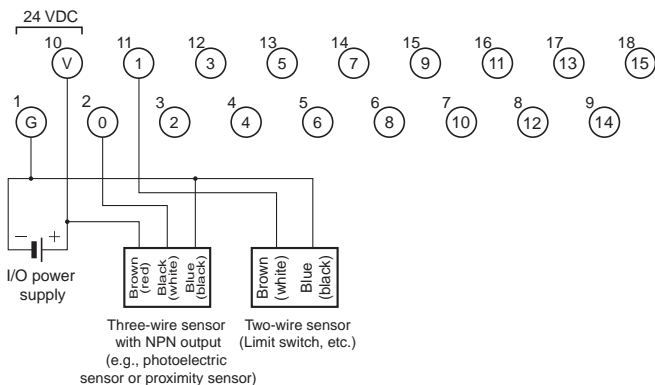 24 VDC
10 11 12 13 14 15 16 17 18
V 1 3 5 7 9 11 13 15
1 2 3 4 5 6 7 8 9
G 0 2 4 6 8 10 12 14
− +
I/O power
supply
Brown
(red)
Black
(white)
Blue
(black)
Brown
(white)
Blue
(black)
Three-wire sensor
with NPN output
(e.g., photoelectric
sensor or proximity sensor)
Two-wire sensor
(Limit switch, etc.)